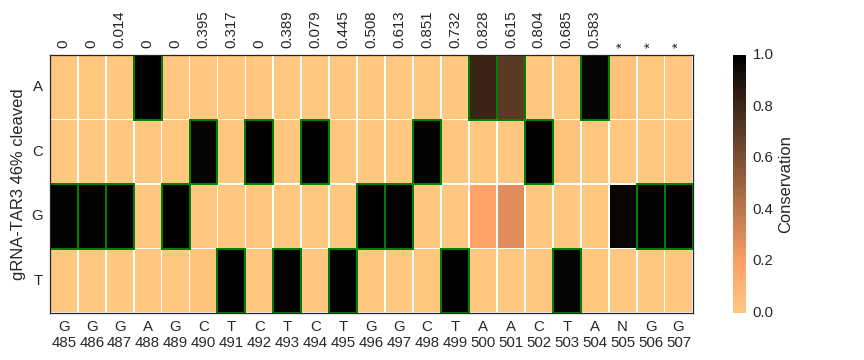 0 0 0.014 0 0 0.395 0.317 0 0.389 0.079 0.445 0.508 0.613 0.851 0.732 0.828 0.615 0.804 0.685 0.583 * * *
gRNA-TAR3 46% cleaved
A
C
G
T
G G G A G C T C T C T G G C T A A C T A N G G
485 486 487 488 489 490 491 492 493 494 495 496 497 498 499 500 501 502 503 504 505 506 507
1.0
0.8
0.6
0.4
0.2
0.0
Conservation